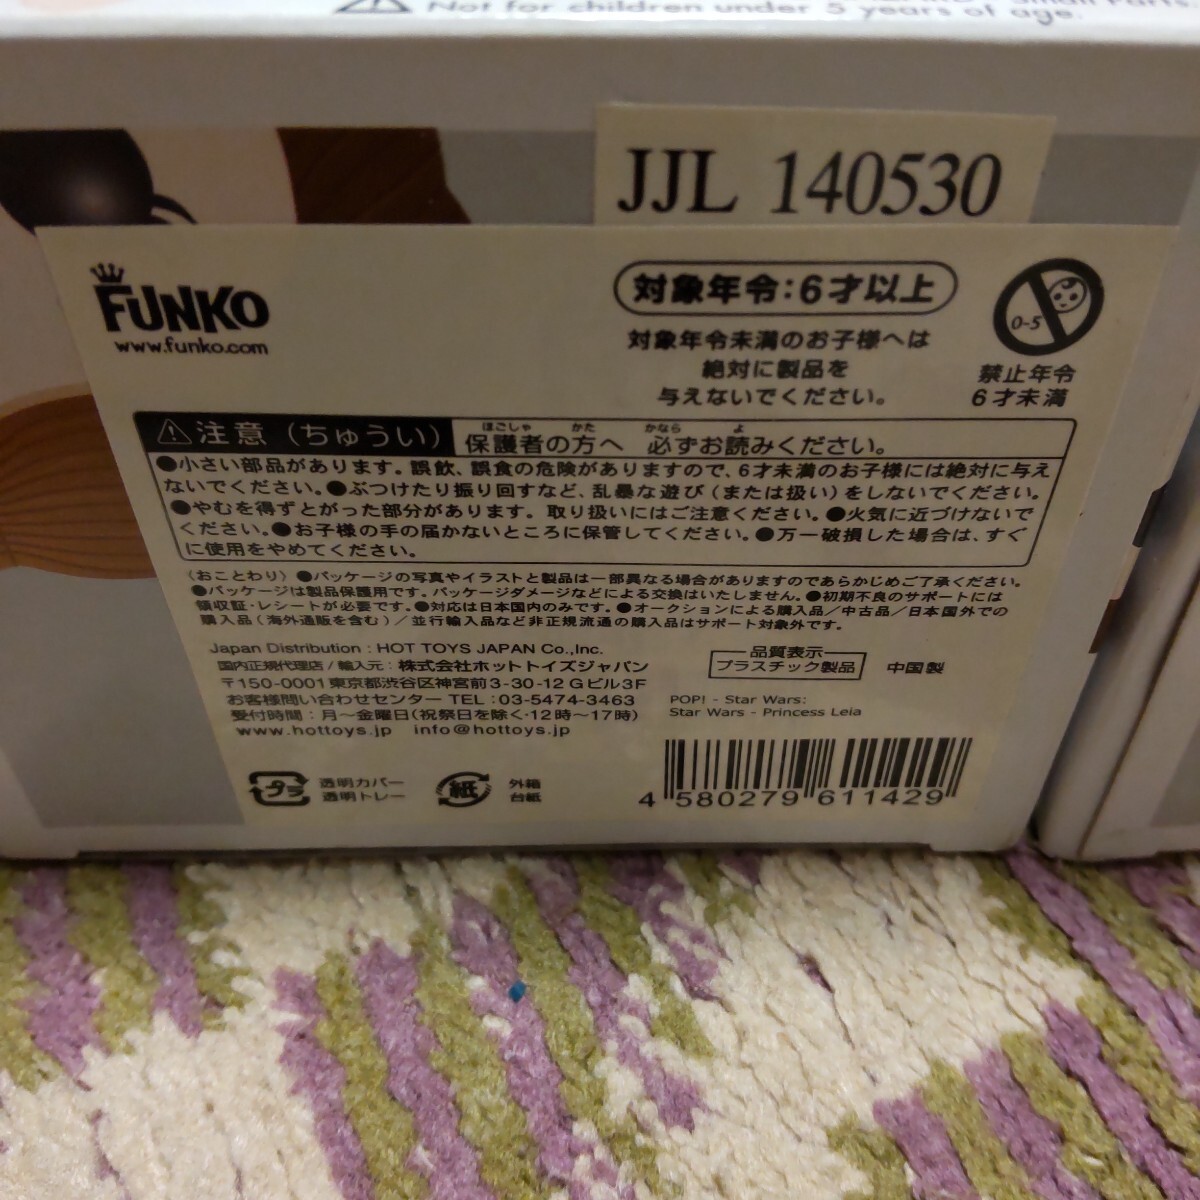 Not for children under 5 years of age.
JJL 140530
FUNKO
www.funko.com
対象年令：6才以上
対象年令未満のお子様へは
絶対に製品を
与えないでください。
0-5
禁止年令
6才未満
注意（ちゅうい） 保護者の方へ 必ずお読みください。
ほごしゃ かた かなら よ
●小さい部品があります。誤飲、誤食の危険がありますので、6才未満のお子様には絶対に与え
ないでください。●ぶつけたり振り回すなど、乱暴な遊び（または扱い）をしないでください。
●やむを得ずとがった部分があります。取り扱いにはご注意ください。●火気に近づけないで
ください。●お子様の手の届かないところに保管してください。●万一破損した場合は、すぐ
に使用をやめてください。
（おことわり）●パッケージの写真やイラストと製品は一部異なる場合がありますのであらかじめご了承ください。
●パッケージは製品保護用です。パッケージダメージなどによる交換はいたしません。●初期不良のサポートには
領収証・レシートが必要です。●対応は日本国内のみです。●オークションによる購入品／中古品／日本国外での
購入品（海外通販を含む）／並行輸入品など非正規流通の購入品はサポート対象外です。
Japan Distribution : HOT TOYS JAPAN Co.,Inc.
国内正規代理店／輸入元：株式会社ホットトイズジャパン
〒150-0001 東京都渋谷区神宮前3-30-12 Gビル3F
お客様問い合わせセンター TEL：03-5474-3463
受付時間：月～金曜日（祝祭日を除く・12時～17時）
www.hottoys.jp info@hottoys.jp
品質表示
プラスチック製品 中国製
POP! - Star Wars:
Star Wars - Princess Leia
プラ 透明カバー
透明トレー
紙 外箱
台紙
4 580279 611429